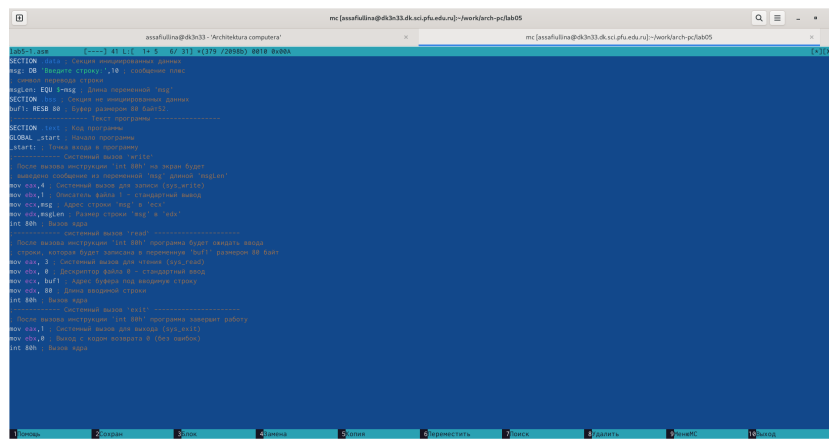 mc [assafiullina@dk3n33.dk.sci.pfu.edu.ru]:~/work/arch-pc/lab05
assafiullina@dk3n33 - 'Architektura computera'
mc [assafiullina@dk3n33.dk.sci.pfu.edu.ru]:~/work/arch-pc/lab05
lab5-1.asm [----] 41 L:[ 1+ 5 6/ 31] *(379 /2098b) 0010 0x00A [*][X]
SECTION .data ; Секция инициированных данных
msg: DB 'Введите строку:',10 ; сообщение плюс
; символ перевода строки
msgLen: EQU $-msg ; Длина переменной 'msg'
SECTION .bss ; Секция не инициированных данных
buf1: RESB 80 ; Буфер размером 80 байт52
;------------------- Текст программы -----------------
SECTION .text ; Код программы
GLOBAL _start ; Начало программы
_start: ; Точка входа в программу
;------------ Cистемный вызов `write`
; После вызова инструкции 'int 80h' на экран будет
; выведено сообщение из переменной 'msg' длиной 'msgLen'
mov eax,4 ; Системный вызов для записи (sys_write)
mov ebx,1 ; Описатель файла 1 - стандартный вывод
mov ecx,msg ; Адрес строки 'msg' в 'ecx'
mov edx,msgLen ; Размер строки 'msg' в 'edx'
int 80h ; Вызов ядра
;------------ системный вызов `read` ----------------------
; После вызова инструкции 'int 80h' программа будет ожидать ввода
; строки, которая будет записана в переменную 'buf1' размером 80 байт
mov eax, 3 ; Системный вызов для чтения (sys_read)
mov ebx, 0 ; Дескриптор файла 0 - стандартный ввод
mov ecx, buf1 ; Адрес буфера под вводимую строку
mov edx, 80 ; Длина вводимой строки
int 80h ; Вызов ядра
;------------ Системный вызов `exit` ----------------------
; После вызова инструкции 'int 80h' программа завершит работу
mov eax,1 ; Системный вызов для выхода (sys_exit)
mov ebx,0 ; Выход с кодом возврата 0 (без ошибок)
int 80h ; Вызов ядра
1Помощь 2Сохран 3Блок 4Замена 5Копия 6Переместить 7Поиск 8Удалить 9МенюMC 10Выход